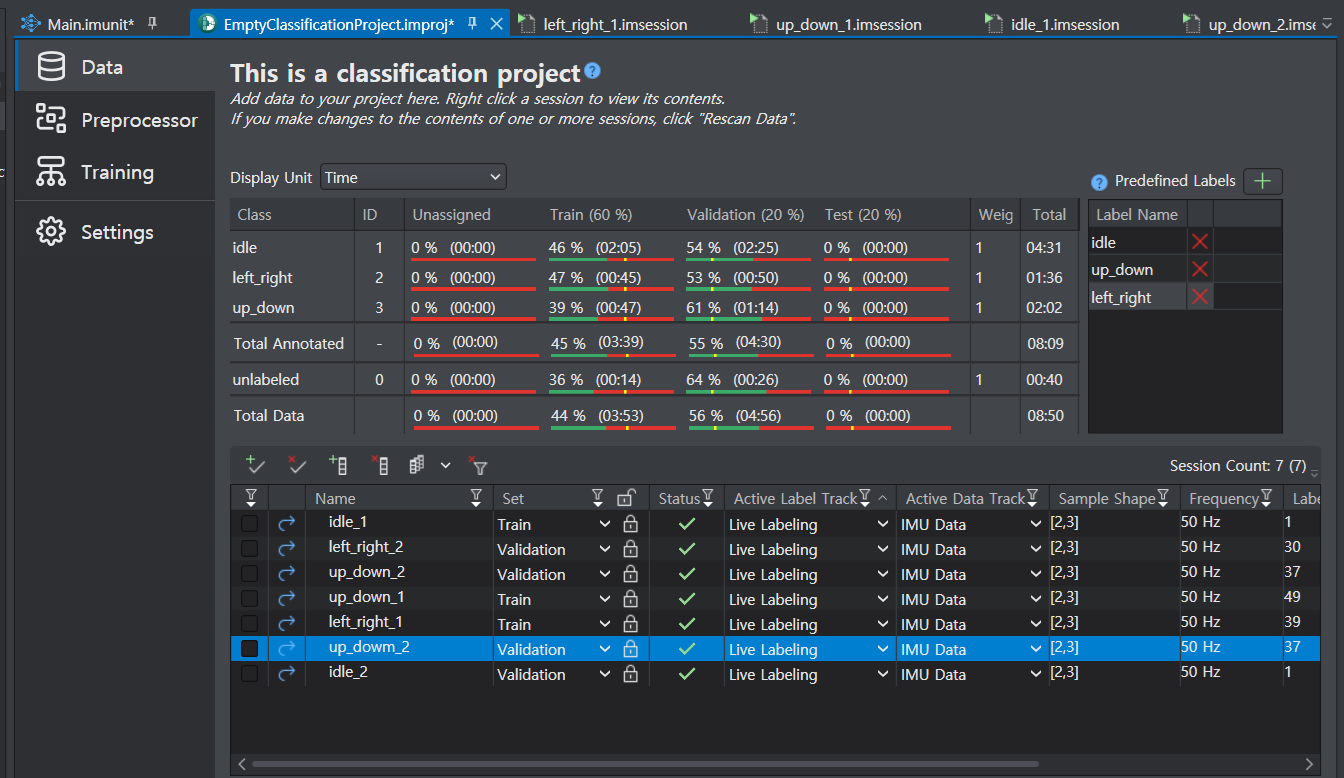 Main.imunit*
EmptyClassificationProject.improj*
left_right_1.imsession
up_down_1.imsession
idle_1.imsession
up_down_2.imse
Data
Preprocessor
Training
Settings
This is a classification project
Add data to your project here. Right click a session to view its contents.
If you make changes to the contents of one or more sessions, click "Rescan Data".
Display Unit Time
Predefined Labels
Class ID Unassigned Train (60 %) Validation (20 %) Test (20 %) Weig Total
idle 1 0 % (00:00) 46 % (02:05) 54 % (02:25) 0 % (00:00) 1 04:31
left_right 2 0 % (00:00) 47 % (00:45) 53 % (00:50) 0 % (00:00) 1 01:36
up_down 3 0 % (00:00) 39 % (00:47) 61 % (01:14) 0 % (00:00) 1 02:02
Total Annotated - 0 % (00:00) 45 % (03:39) 55 % (04:30) 0 % (00:00) 08:09
unlabeled 0 0 % (00:00) 36 % (00:14) 64 % (00:26) 0 % (00:00) 1 00:40
Total Data 0 % (00:00) 44 % (03:53) 56 % (04:56) 0 % (00:00) 08:50
Label Name
idle
up_down
left_right
Session Count: 7 (7)
Name Set Status Active Label Track Active Data Track Sample Shape Frequency Labe
idle_1 Train Live Labeling IMU Data [2,3] 50 Hz 1
left_right_2 Validation Live Labeling IMU Data [2,3] 50 Hz 30
up_down_2 Validation Live Labeling IMU Data [2,3] 50 Hz 37
up_down_1 Train Live Labeling IMU Data [2,3] 50 Hz 49
left_right_1 Train Live Labeling IMU Data [2,3] 50 Hz 39
up_dowm_2 Validation Live Labeling IMU Data [2,3] 50 Hz 37
idle_2 Validation Live Labeling IMU Data [2,3] 50 Hz 1